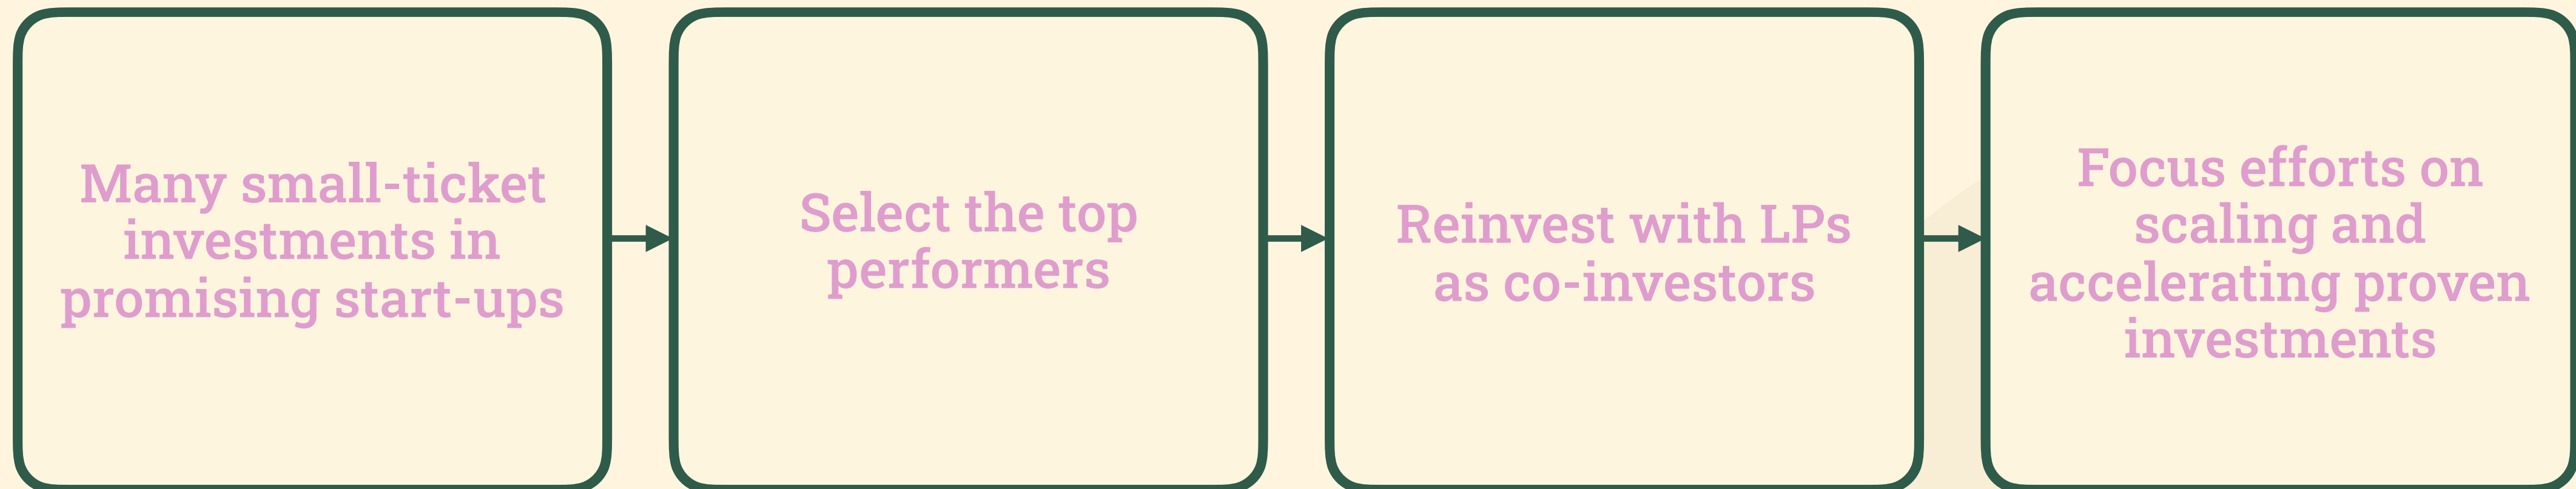 Many small-ticket
investments in
promising start-ups
Select the top
performers
Reinvest with LPs
as co-investors
Focus efforts on
scaling and
accelerating proven
investments